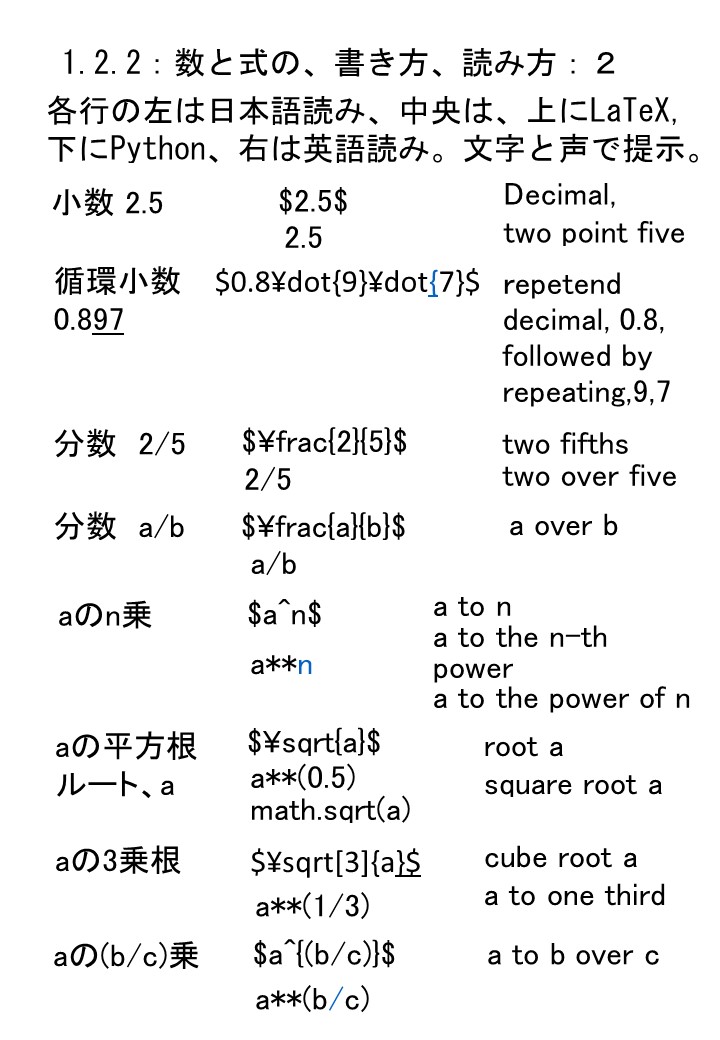 1.2.2：数と式の、書き方、読み方：２
各行の左は日本語読み、中央は、上にLaTeX,
下にPython、右は英語読み。文字と声で提示。
小数 2.5
$2.5$
2.5
Decimal,
two point five
循環小数
0.897
$0.8¥dot{9}¥dot{7}$
repetend
decimal, 0.8,
followed by
repeating,9,7
分数 2/5
$¥frac{2}{5}$
2/5
two fifths
two over five
分数 a/b
$¥frac{a}{b}$
a/b
a over b
aのn乗
$a^n$
a**n
a to n
a to the n-th
power
a to the power of n
aの平方根
ルート、a
$¥sqrt{a}$
a**(0.5)
math.sqrt(a)
root a
square root a
aの3乗根
$¥sqrt[3]{a}$
a**(1/3)
cube root a
a to one third
aの(b/c)乗
$a^{(b/c)}$
a**(b/c)
a to b over c